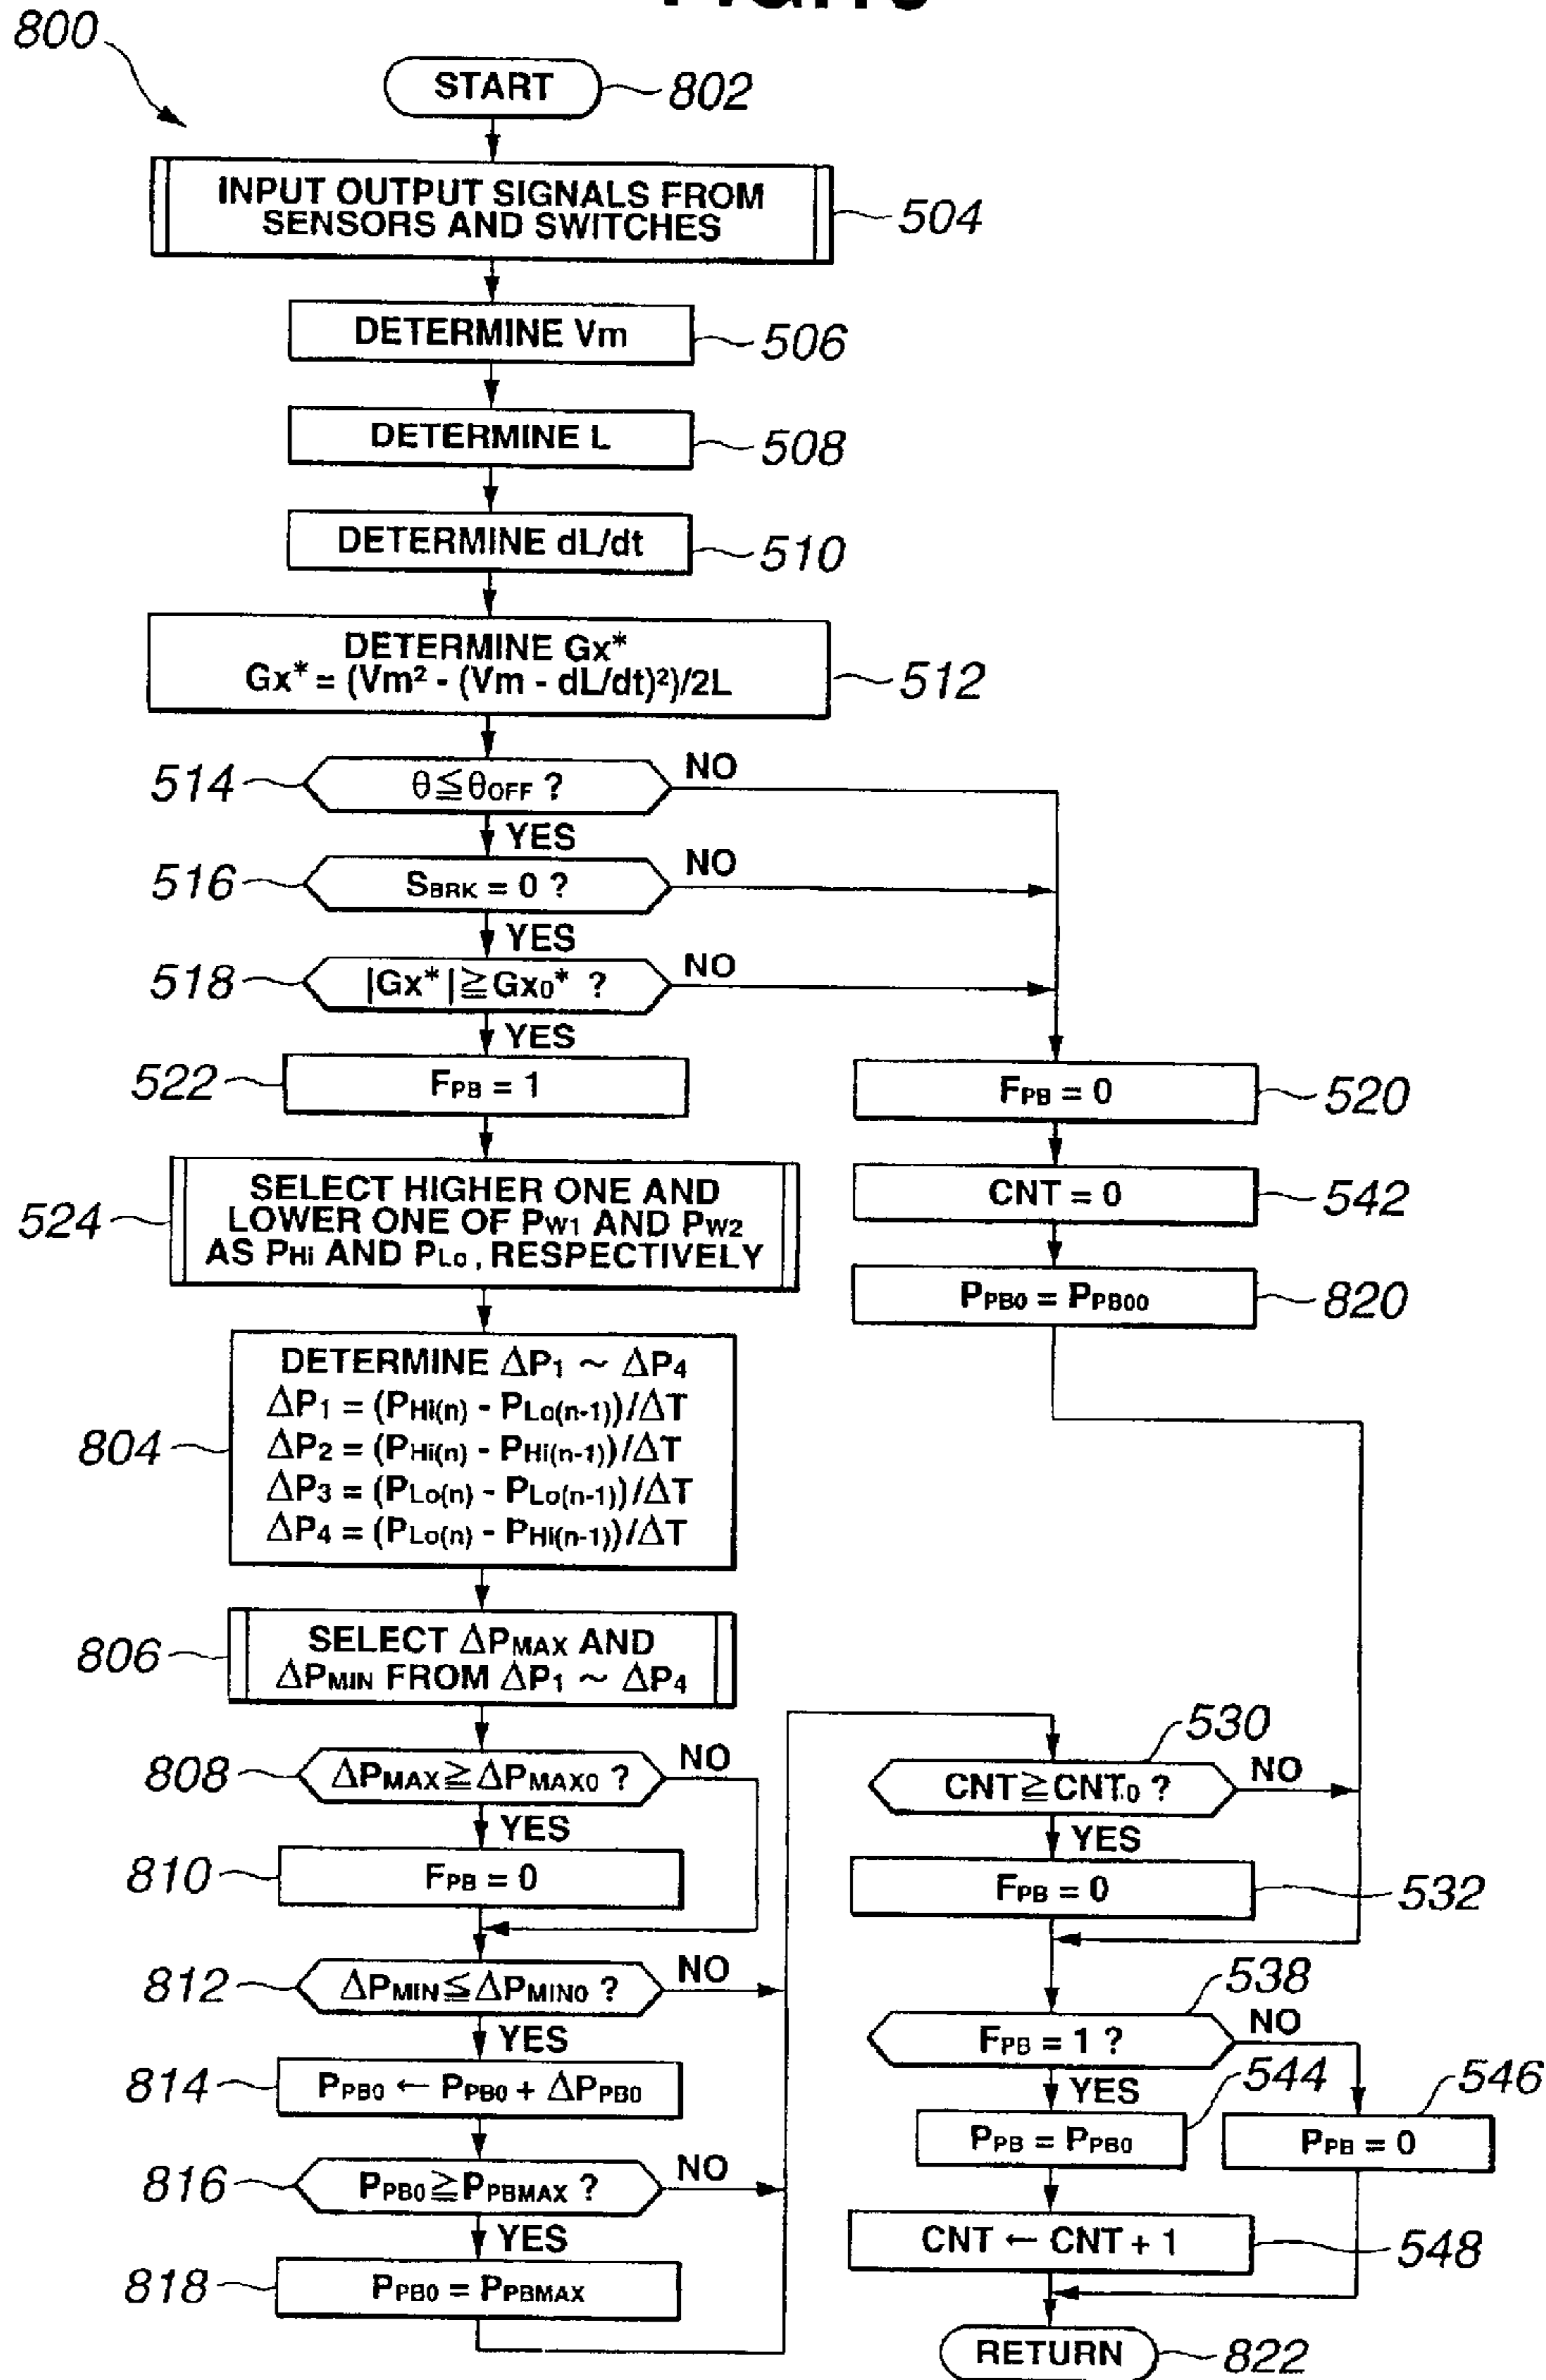 800
START
802
INPUT OUTPUT SIGNALS FROM
SENSORS AND SWITCHES
504
DETERMINE Vm
506
DETERMINE L
508
DETERMINE dL/dt
510
DETERMINE Gx*
Gx* = (Vm² - (Vm - dL/dt)²)/2L
512
514
θ≦θOFF ?
NO
YES
516
SBRK = 0 ?
NO
YES
518
|Gx*|≧Gx0* ?
NO
YES
522
FPB = 1
FPB = 0
520
524
SELECT HIGHER ONE AND
LOWER ONE OF PW1 AND PW2
AS PHi AND PLo, RESPECTIVELY
CNT = 0
542
PPB0 = PPB00
820
804
DETERMINE ΔP1 ~ ΔP4
ΔP1 = (PHi(n) - PLo(n-1))/ΔT
ΔP2 = (PHi(n) - PHi(n-1))/ΔT
ΔP3 = (PLo(n) - PLo(n-1))/ΔT
ΔP4 = (PLo(n) - PHi(n-1))/ΔT
806
SELECT ΔPMAX AND
ΔPMIN FROM ΔP1 ~ ΔP4
808
ΔPMAX≧ΔPMAX0 ?
NO
YES
810
FPB = 0
812
ΔPMIN≦ΔPMIN0 ?
NO
YES
814
PPB0 ← PPB0 + ΔPPB0
816
PPB0≧PPBMAX ?
NO
YES
818
PPB0 = PPBMAX
530
CNT≧CNT0 ?
NO
YES
FPB = 0
532
538
FPB = 1 ?
NO
YES
544
546
PPB = PPB0
PPB = 0
CNT ← CNT + 1
548
RETURN
822